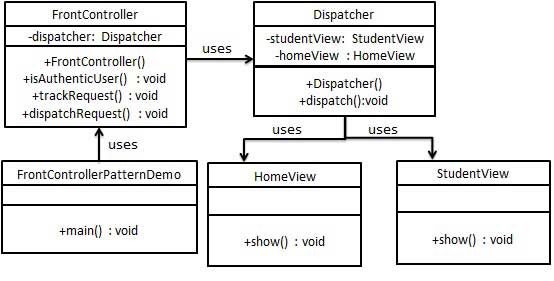 FrontController
-dispatcher: Dispatcher
+FrontController()
+isAuthenticUser() : void
+trackRequest() : void
+dispatchRequest() : void
uses
Dispatcher
-studentView: StudentView
-homeView : HomeView
+Dispatcher()
+dispatch():void
uses
uses
uses
FrontControllerPatternDemo
+main() : void
HomeView
+show() : void
StudentView
+show() : void